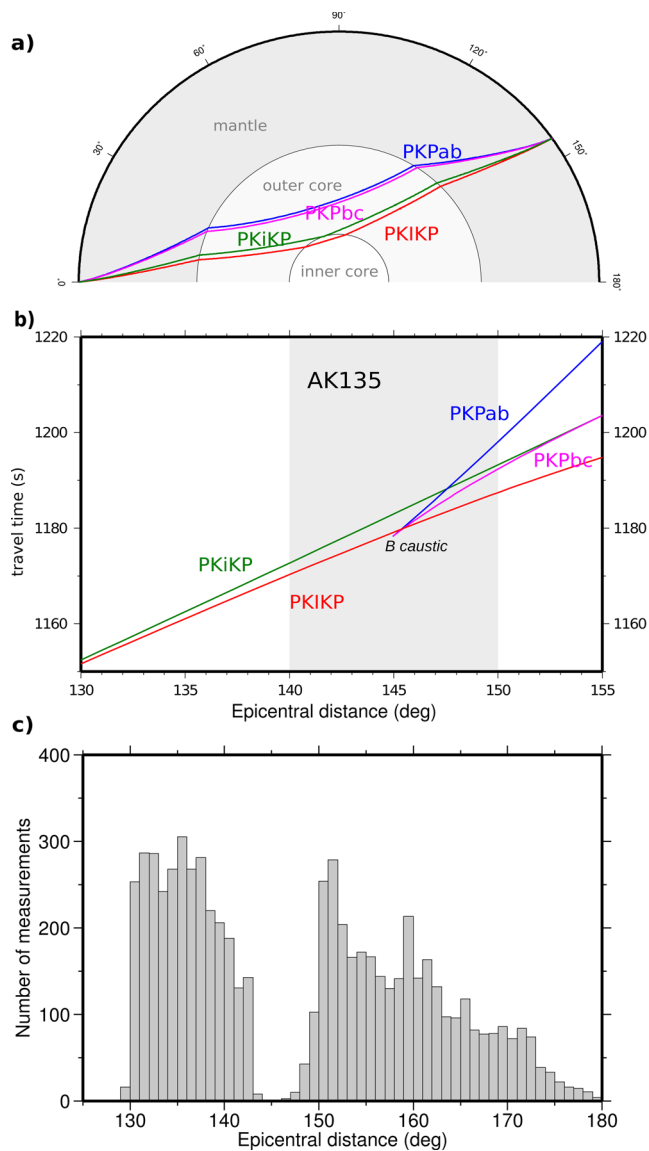 a)
90˚
60˚
120˚
mantle
PKPab
30˚
150˚
outer core
PKPbc
PKiKP
PKIKP
inner core
0˚
180˚
b)
1220
1220
AK135
PKPab
1200
1200
PKPbc
travel time (s)
1180
1180
B caustic
PKiKP
PKIKP
1160
1160
130
135
140
145
150
155
Epicentral distance (deg)
c)
400
300
Number of measurements
200
100
0
130
140
150
160
170
180
Epicentral distance (deg)